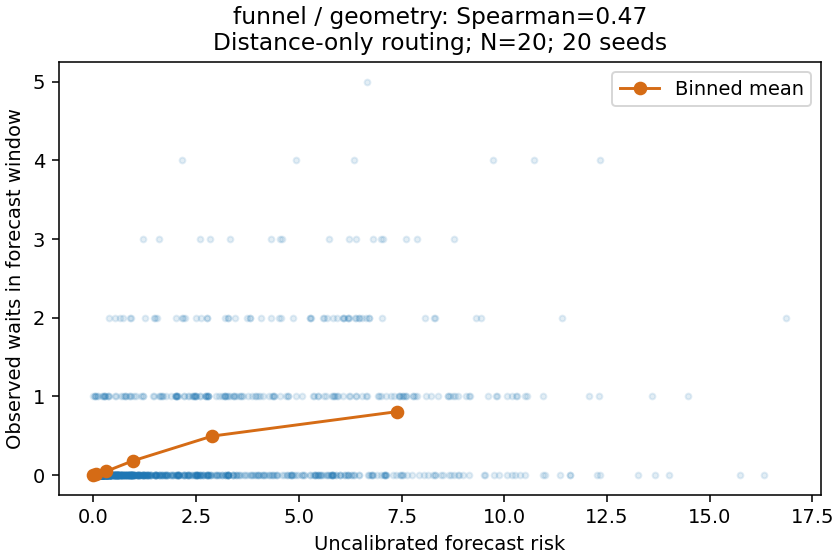 funnel / geometry: Spearman=0.47
Distance-only routing; N=20; 20 seeds
Binned mean
Observed waits in forecast window
5
4
3
2
1
0
0.0 2.5 5.0 7.5 10.0 12.5 15.0 17.5
Uncalibrated forecast risk